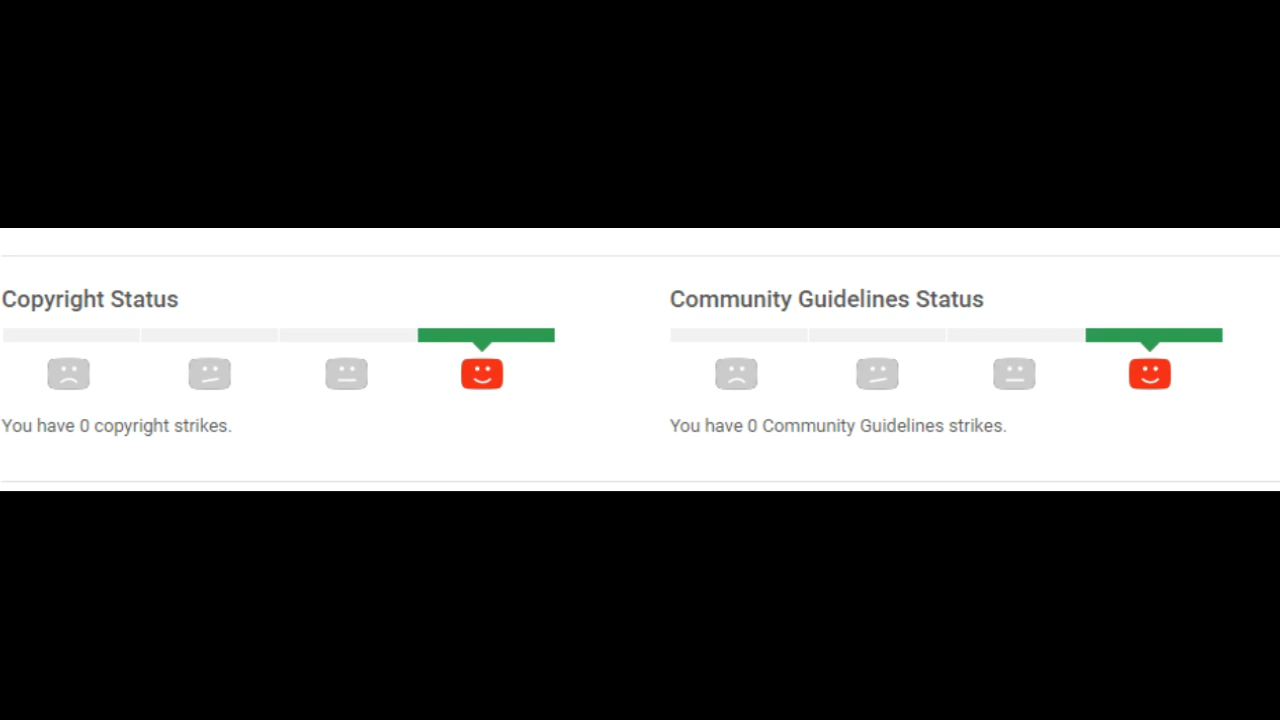 Copyright Status
You have 0 copyright strikes.
Community Guidelines Status
You have 0 Community Guidelines strikes.